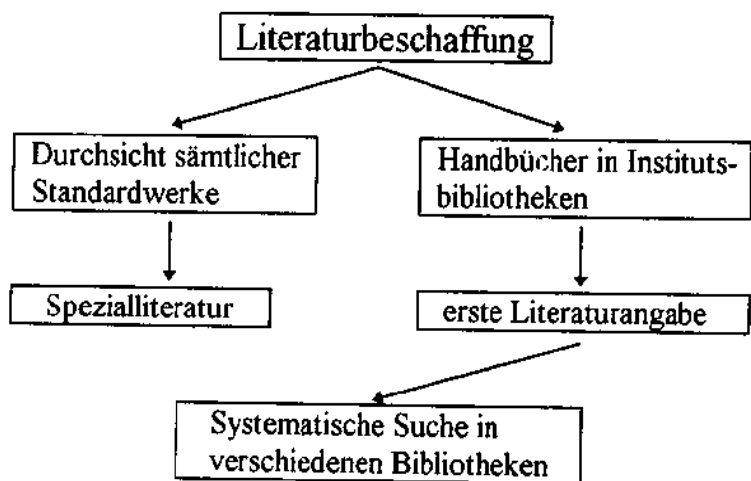 Literaturbeschaffung
Durchsicht sämtlicher
Standardwerke
Handbücher in Instituts-
bibliotheken
Spezialliteratur
erste Literaturangabe
Systematische Suche in
verschiedenen Bibliotheken